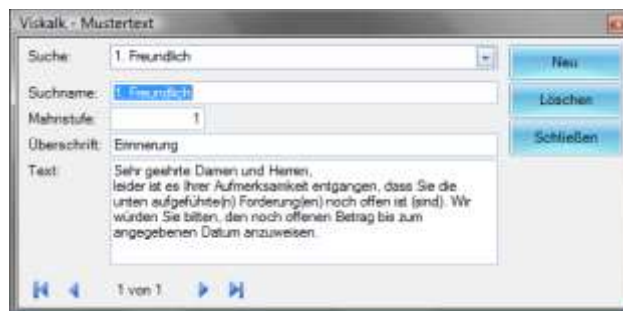 Viskalk - Mustertext
Suche: 1. Freundlich
Neu
Suchname: 1. Freundlich
Löschen
Mahnstufe: 1
Schließen
Überschrift: Erinnerung
Text: Sehr geehrte Damen und Herren,
leider ist es Ihrer Aufmerksamkeit entgangen, dass Sie die
unten aufgeführte(n) Forderung(en) noch offen ist (sind). Wir
würden Sie bitten, den noch offenen Betrag bis zum
angegebenen Datum anzuweisen.
1 von 1